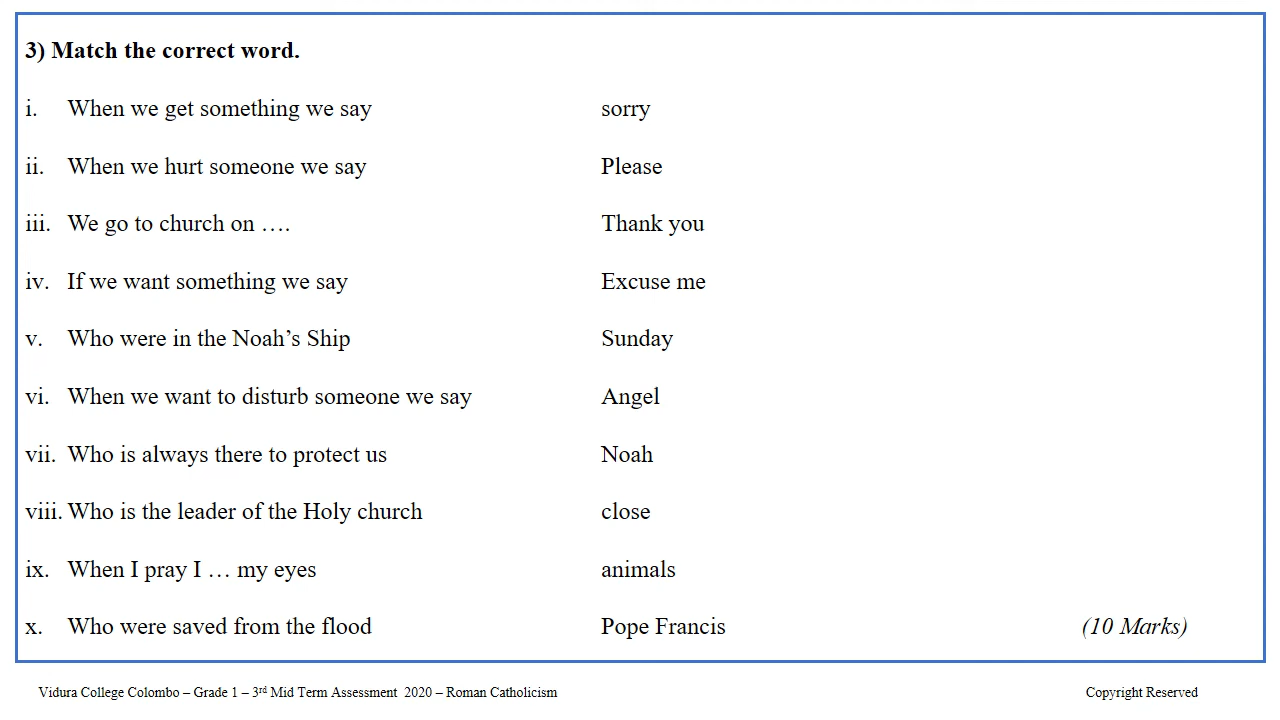 3) Match the correct word.
i. When we get something we say sorry
ii. When we hurt someone we say Please
iii. We go to church on …. Thank you
iv. If we want something we say Excuse me
v. Who were in the Noah’s Ship Sunday
vi. When we want to disturb someone we say Angel
vii. Who is always there to protect us Noah
viii. Who is the leader of the Holy church close
ix. When I pray I … my eyes animals
x. Who were saved from the flood Pope Francis (10 Marks)
Vidura College Colombo – Grade 1 – 3rd Mid Term Assessment 2020 – Roman Catholicism Copyright Reserved